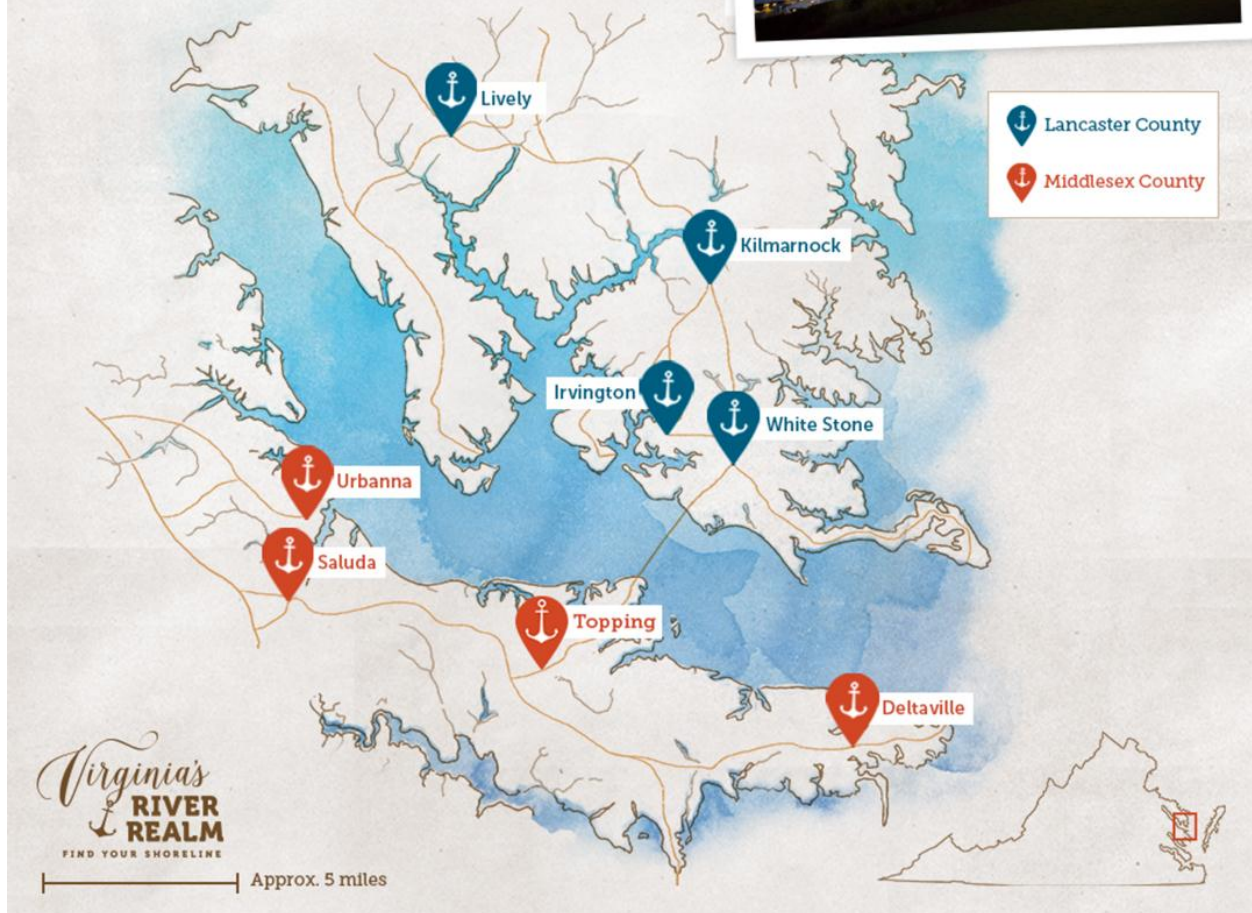 Lively
Lancaster County
Middlesex County
Kilmarnock
Irvington
White Stone
Urbanna
Saluda
Topping
Deltaville
Virginia's
RIVER
REALM
FIND YOUR SHORELINE
Approx. 5 miles